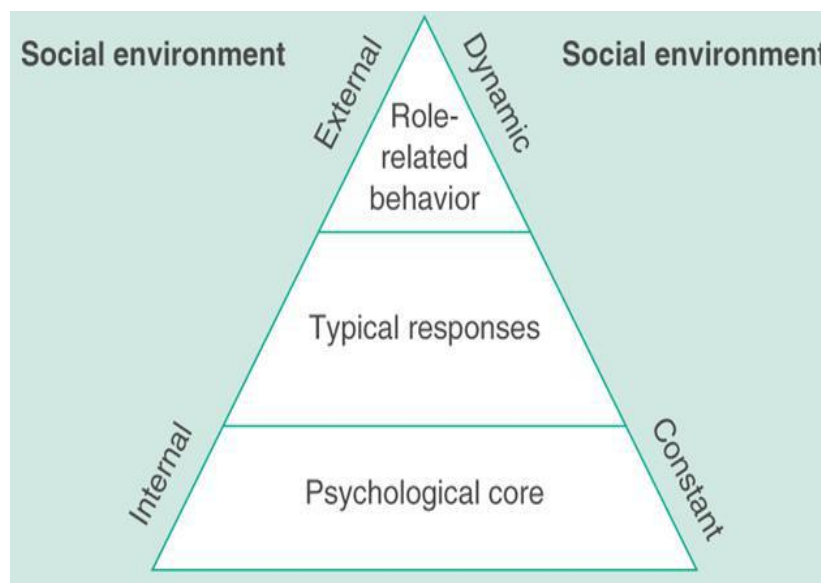 Social environment
External
Dynamic
Social environment
Role-
related
behavior
Typical responses
Internal
Constant
Psychological core